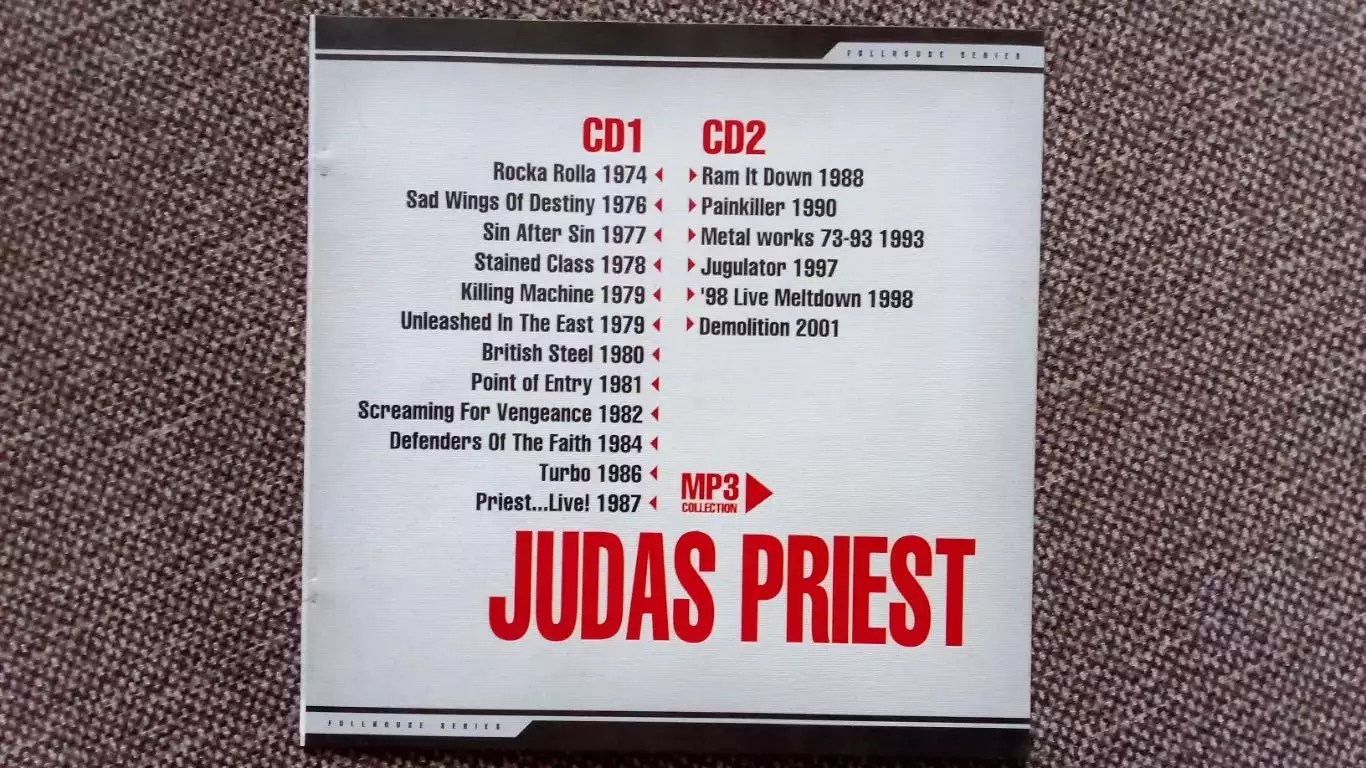 FULLHOUSE SERIES
CD1
Rocka Rolla 1974
Sad Wings Of Destiny 1976
Sin After Sin 1977
Stained Class 1978
Killing Machine 1979
Unleashed In The East 1979
British Steel 1980
Point of Entry 1981
Screaming For Vengeance 1982
Defenders Of The Faith 1984
Turbo 1986
Priest...Live! 1987
CD2
Ram It Down 1988
Painkiller 1990
Metal works 73-93 1993
Jugulator 1997
'98 Live Meltdown 1998
Demolition 2001
MP3
COLLECTION
JUDAS PRIEST
FULLHOUSE SERIES